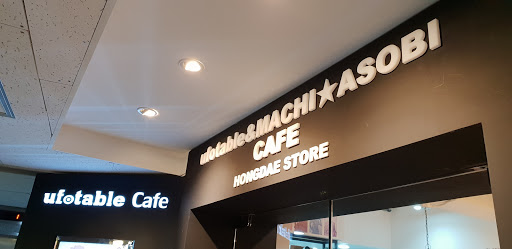 ufotable&MACHI★ASOBI
CAFE
HONGDAE STORE
ufotable Cafe